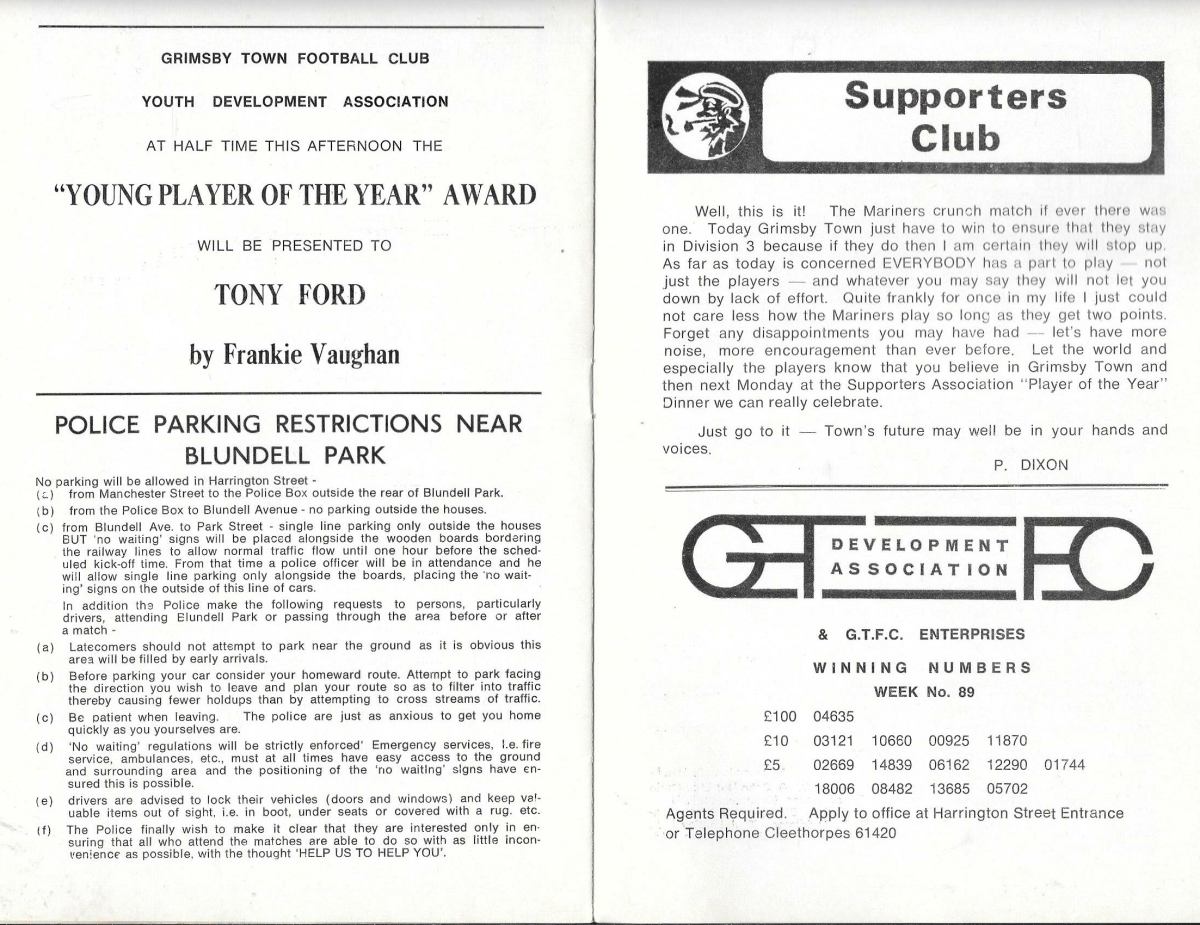 GRIMSBY TOWN FOOTBALL CLUB
YOUTH DEVELOPMENT ASSOCIATION
AT HALF TIME THIS AFTERNOON THE
“YOUNG PLAYER OF THE YEAR” AWARD
WILL BE PRESENTED TO
TONY FORD
by Frankie Vaughan
POLICE PARKING RESTRICTIONS NEAR
BLUNDELL PARK
No parking will be allowed in Harrington Street -
(a) from Manchester Street to the Police Box outside the rear of Blundell Park.
(b) from the Police Box to Blundell Avenue - no parking outside the houses.
(c) from Blundell Ave. to Park Street - single line parking only outside the houses
BUT 'no waiting' signs will be placed alongside the wooden boards bordering
the railway lines to allow normal traffic flow until one hour before the sched-
uled kick-off time. From that time a police officer will be in attendance and he
will allow single line parking only alongside the boards, placing the 'no wait-
ing' signs on the outside of this line of cars.
In addition the Police make the following requests to persons, particularly
drivers, attending Blundell Park or passing through the area before or after
a match -
(a) Latecomers should not attempt to park near the ground as it is obvious this
area will be filled by early arrivals.
(b) Before parking your car consider your homeward route. Attempt to park facing
the direction you wish to leave and plan your route so as to filter into traffic
thereby causing fewer holdups than by attempting to cross streams of traffic.
(c) Be patient when leaving. The police are just as anxious to get you home
quickly as you yourselves are.
(d) 'No waiting' regulations will be strictly enforced' Emergency services, I.e. fire
service, ambulances, etc., must at all times have easy access to the ground
and surrounding area and the positioning of the 'no waiting' signs have en-
sured this is possible.
(e) drivers are advised to lock their vehicles (doors and windows) and keep val-
uable items out of sight, i.e. in boot, under seats or covered with a rug. etc.
(f) The Police finally wish to make it clear that they are interested only in en-
suring that all who attend the matches are able to do so with as little incon-
venience as possible, with the thought 'HELP US TO HELP YOU'.
Supporters
Club
Well, this is it! The Mariners crunch match if ever there was
one. Today Grimsby Town just have to win to ensure that they stay
in Division 3 because if they do then I am certain they will stop up.
As far as today is concerned EVERYBODY has a part to play — not
just the players — and whatever you may say they will not let you
down by lack of effort. Quite frankly for once in my life I just could
not care less how the Mariners play so long as they get two points.
Forget any disappointments you may have had — let's have more
noise, more encouragement than ever before. Let the world and
especially the players know that you believe in Grimsby Town and
then next Monday at the Supporters Association “Player of the Year”
Dinner we can really celebrate.
Just go to it — Town's future may well be in your hands and
voices.
P. DIXON
GTFC
DEVELOPMENT
ASSOCIATION
& G.T.F.C. ENTERPRISES
WINNING NUMBERS
WEEK No. 89
£100 04635
£10 03121 10660 00925 11870
£5 02669 14839 06162 12290 01744
18006 08482 13685 05702
Agents Required. Apply to office at Harrington Street Entrance
or Telephone Cleethorpes 61420